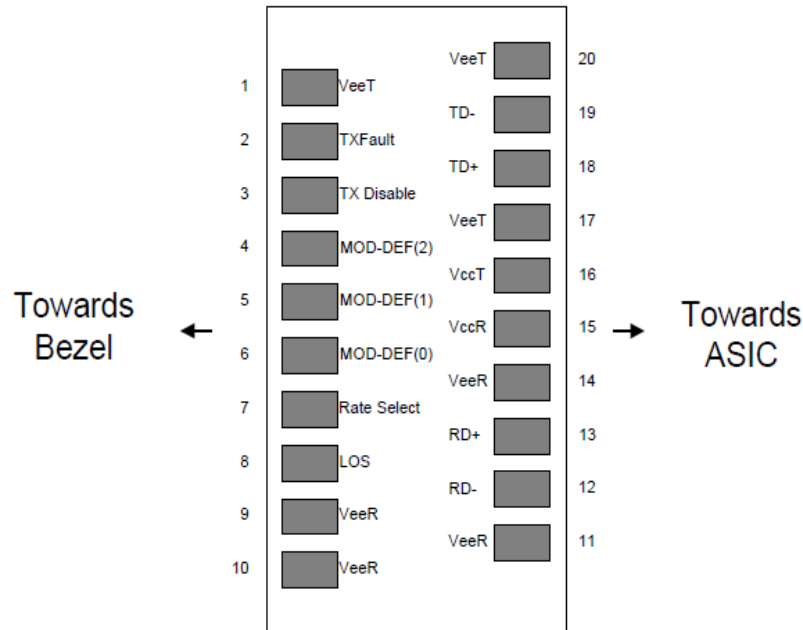 VeeT 20
1 VeeT
TD- 19
2 TXFault
TD+ 18
3 TX Disable
VeeT 17
4 MOD-DEF(2)
VccT 16
5 MOD-DEF(1)
Towards
Bezel
VccR 15
Towards
ASIC
6 MOD-DEF(0)
VeeR 14
7 Rate Select
RD+ 13
8 LOS
RD- 12
9 VeeR
VeeR 11
10 VeeR